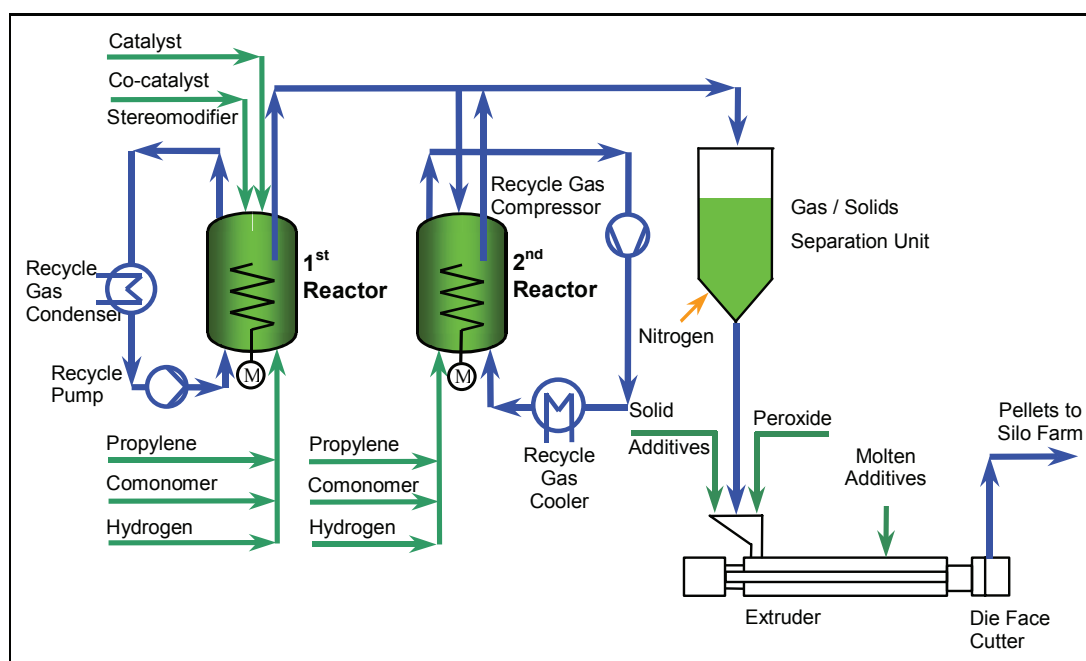 Catalyst
Co-catalyst
Stereomodifier
Recycle Gas
Compressor
Gas / Solids
Separation Unit
1st
Reactor
2nd
Reactor
Recycle
Gas
Condenser
Nitrogen
Recycle
Pump
M
M
Solid
Additives
Peroxide
Pellets to
Silo Farm
Propylene
Comonomer
Hydrogen
Propylene
Comonomer
Hydrogen
Recycle
Gas
Cooler
Molten
Additives
Extruder
Die Face
Cutter